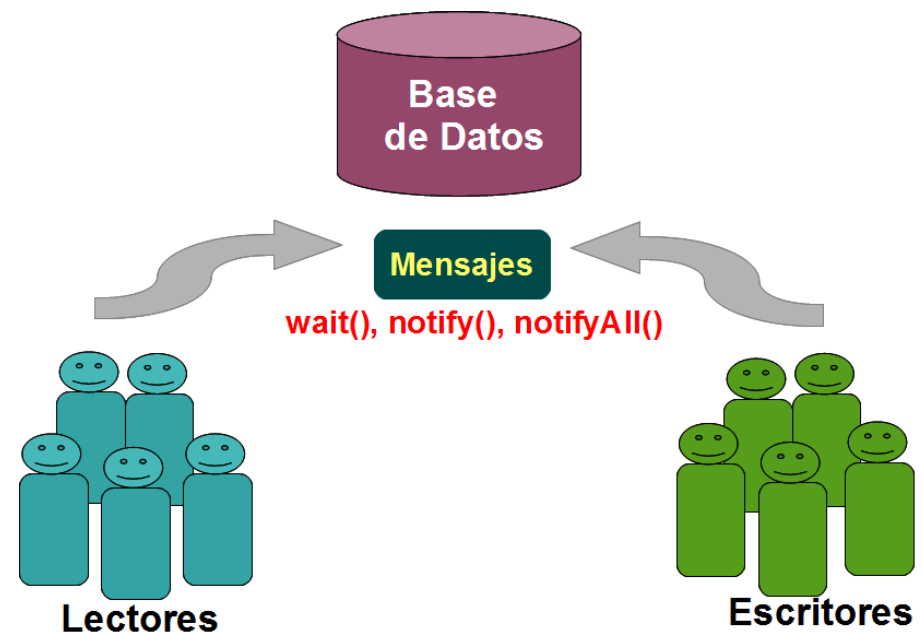 Base
de Datos
Mensajes
wait(), notify(), notifyAll()
Lectores
Escritores